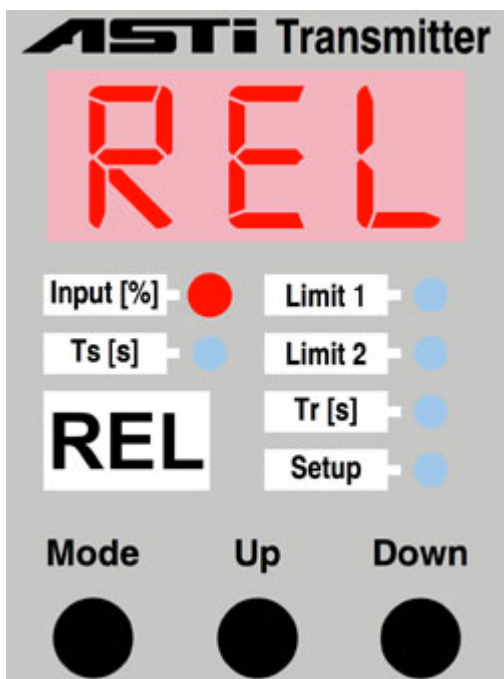 ASTi Transmitter
REL
Input [%]
Limit 1
Ts [s]
Limit 2
REL
Tr [s]
Setup
Mode
Up
Down